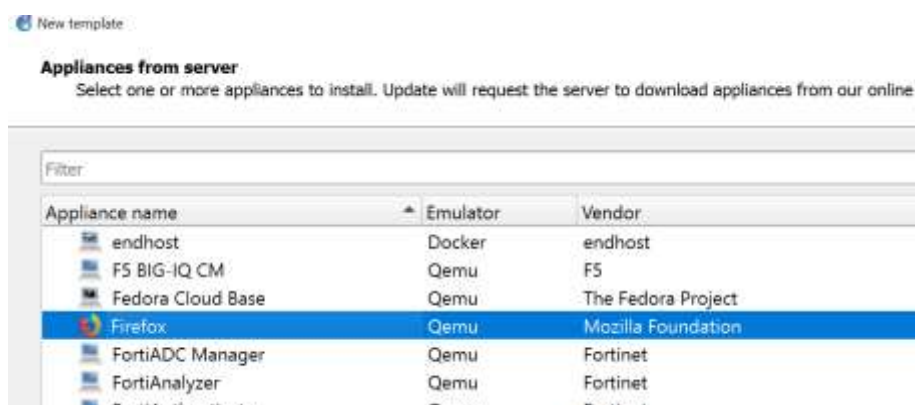 New template
Appliances from server
Select one or more appliances to install. Update will request the server to download appliances from our online
Filter
Appliance name Emulator Vendor
endhost Docker endhost
F5 BIG-IQ CM Qemu F5
Fedora Cloud Base Qemu The Fedora Project
Firefox Qemu Mozilla Foundation
FortiADC Manager Qemu Fortinet
FortiAnalyzer Qemu Fortinet